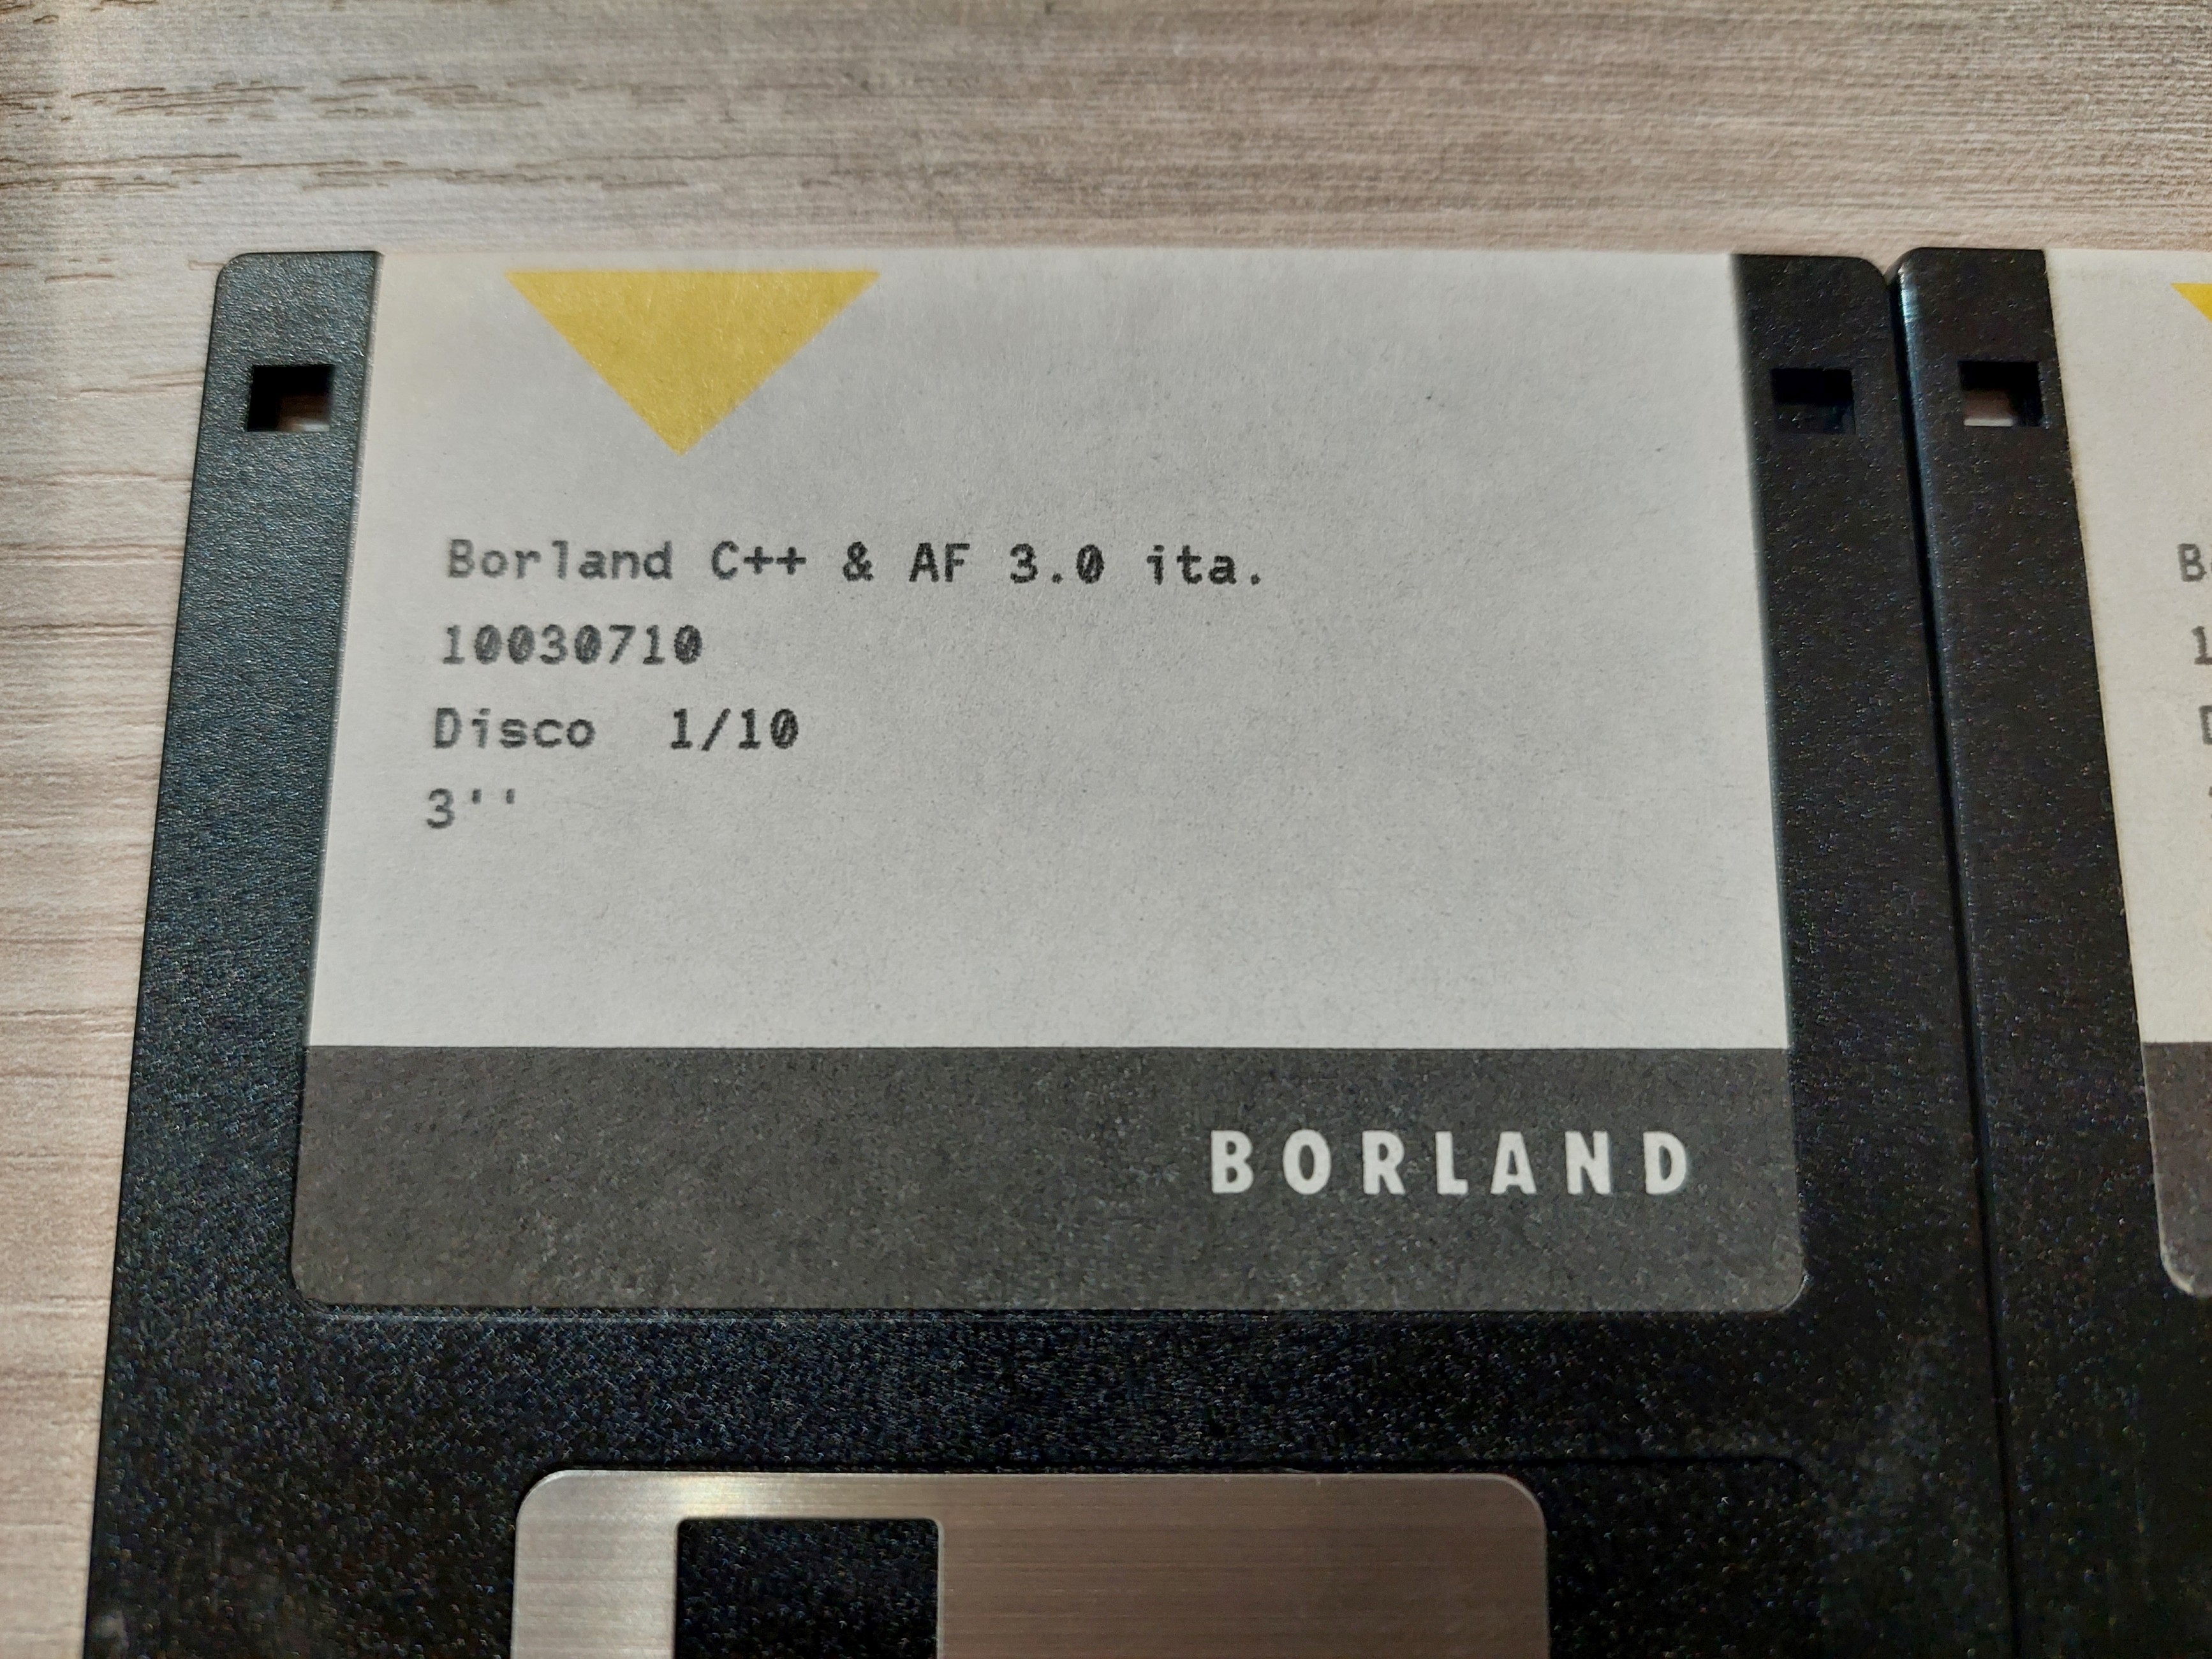 Borland C++ & AF 3.0 ita.
10030710
Disco 1/10
3''
BORLAND